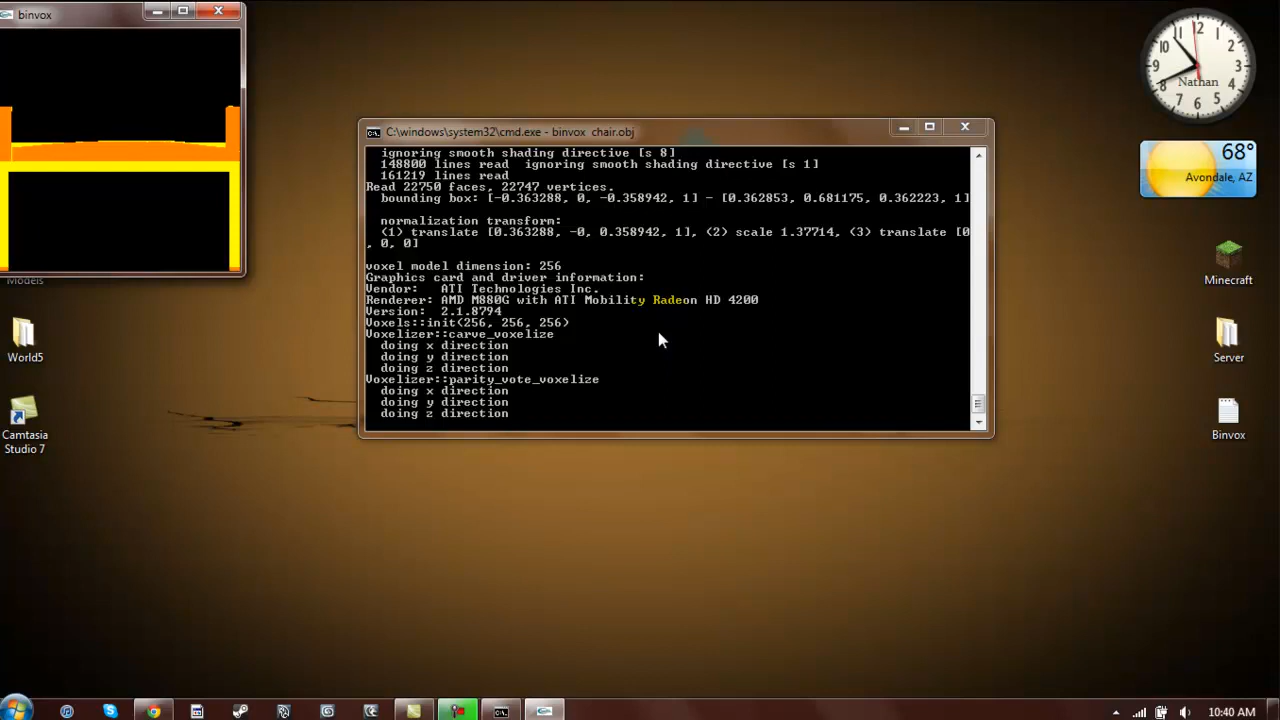 binvox
Nathan
68°
Avondale, AZ
C:\windows\system32\cmd.exe - binvox  chair.obj
ignoring smooth shading directive [s 8]
148800 lines read  ignoring smooth shading directive [s 1]
161219 lines read
Read 22750 faces, 22747 vertices.
bounding box: [-0.363288, 0, -0.358942, 1] - [0.362853, 0.681175, 0.362223, 1]
normalization transform:
(1) translate [0.363288, -0, 0.358942, 1], (2) scale 1.37714, (3) translate [0
, 0, 0]
voxel model dimension: 256
Graphics card and driver information:
Vendor:   ATI Technologies Inc.
Renderer: AMD M880G with ATI Mobility Radeon HD 4200
Version:  2.1.8794
Voxels::init(256, 256, 256)
Voxelizer::carve_voxelize
doing x direction
doing y direction
doing z direction
Voxelizer::parity_vote_voxelize
doing x direction
doing y direction
doing z direction
Models
World5
Camtasia
Studio 7
Minecraft
Server
Binvox
10:40 AM